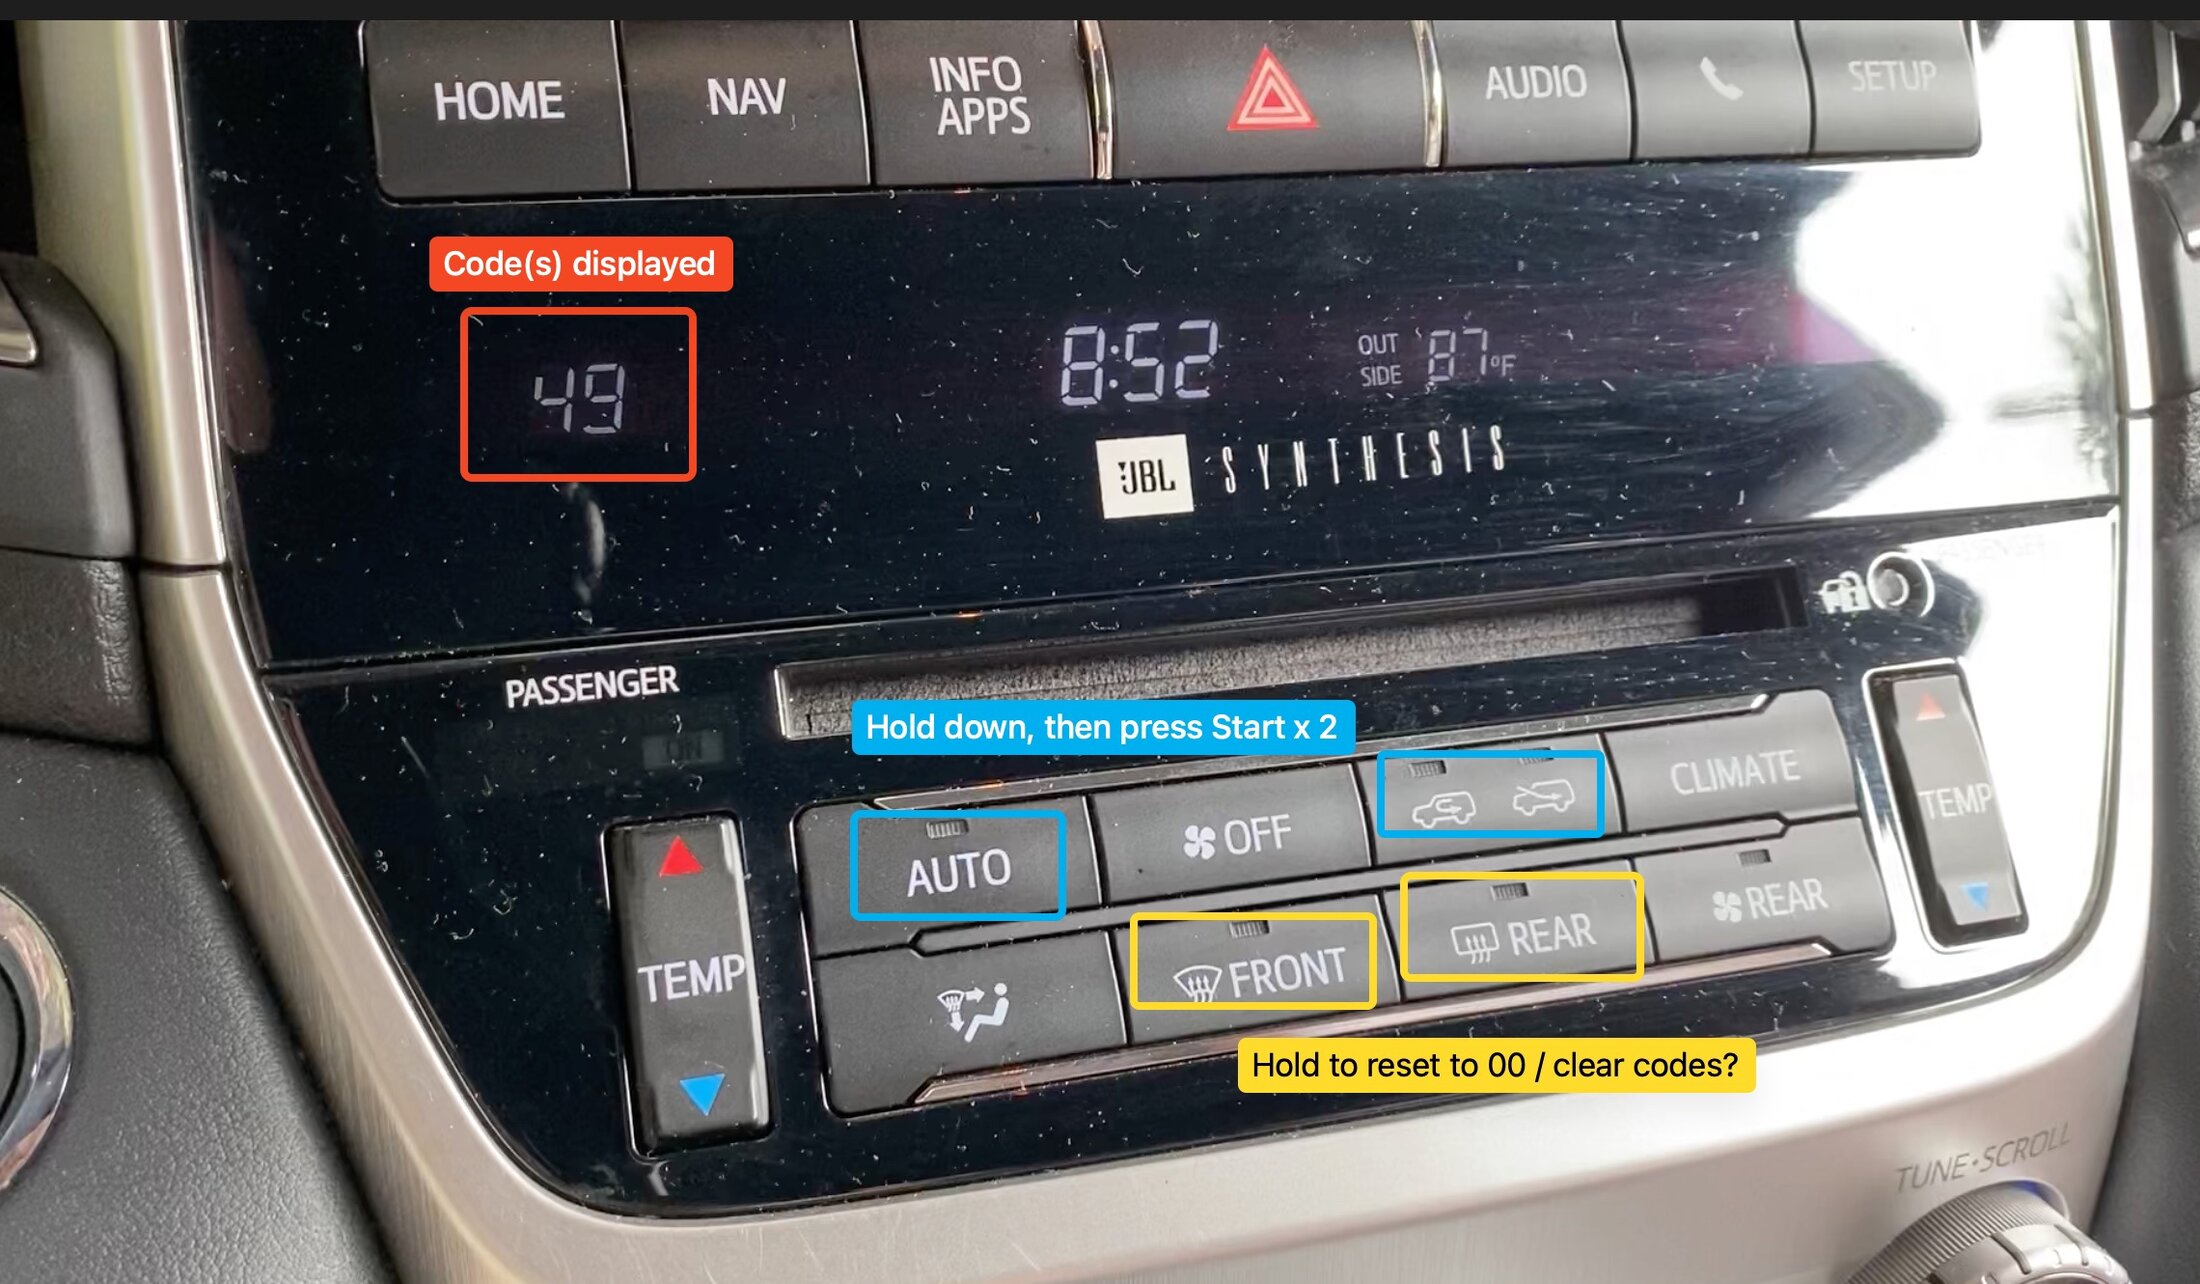 HOME
NAV
INFO
APPS
AUDIO
SETUP
Code(s) displayed
49
8:52
OUT
SIDE
87°F
JBL
SYNTHESIS
PASSENGER
PASSENGER
ON
Hold down, then press Start x 2
AUTO
OFF
CLIMATE
TEMP
TEMP
FRONT
REAR
REAR
Hold to reset to 00 / clear codes?
TUNE•SCROLL